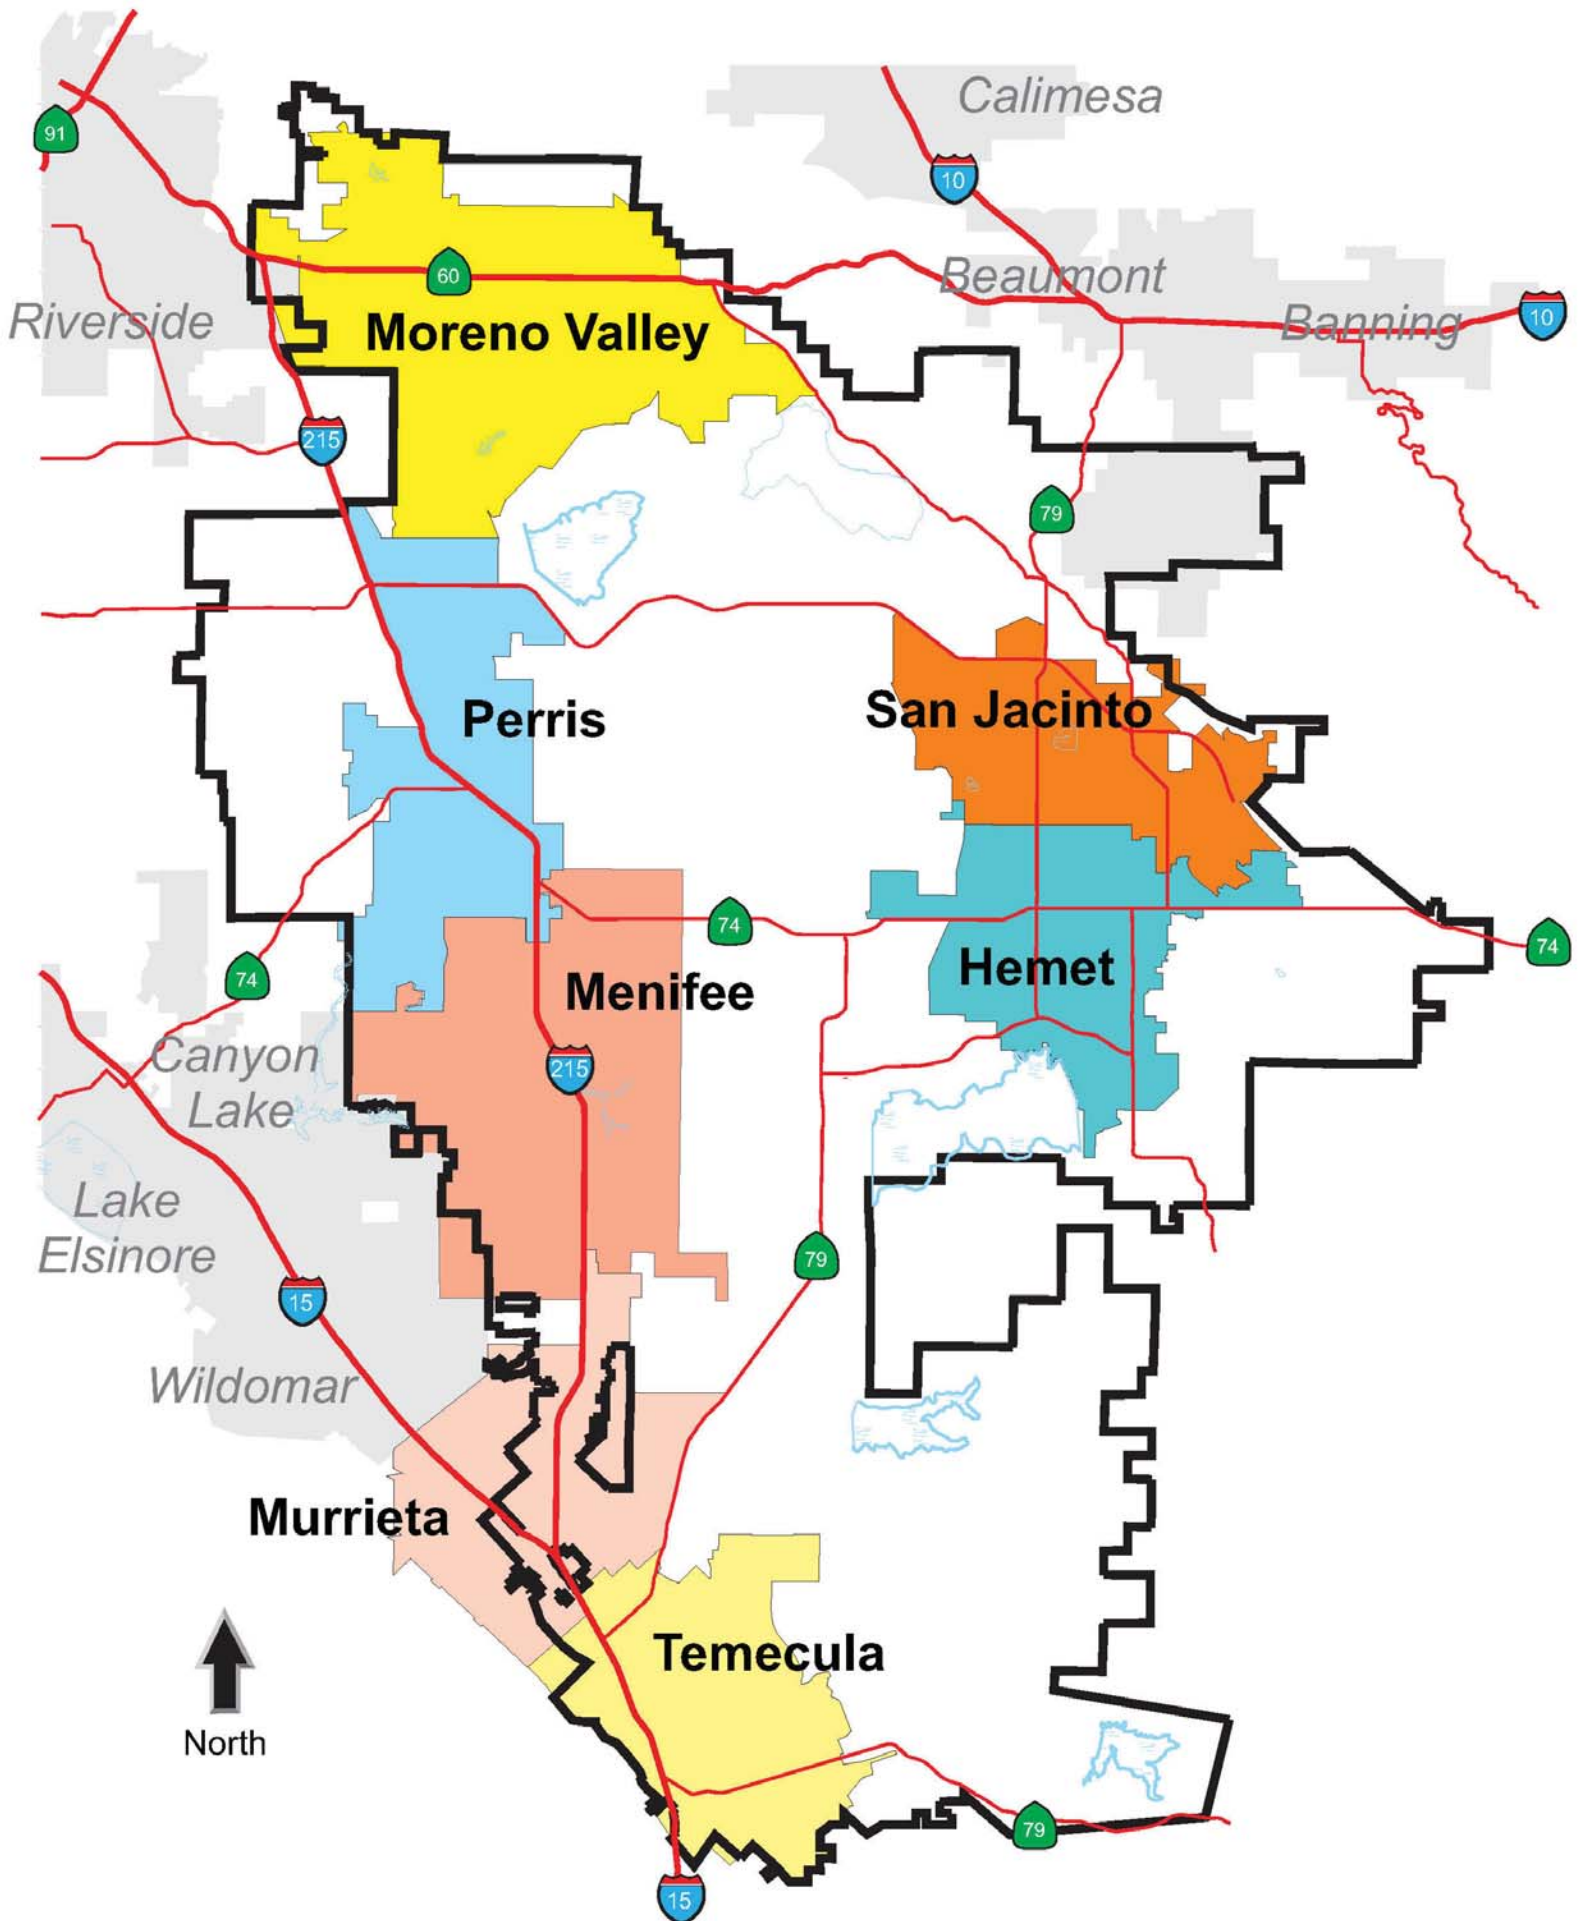 Calimesa
91
10
60
Beaumont
10
Riverside
Moreno Valley
Banning
215
79
Perris
San Jacinto
74
74
74
Hemet
Menifee
Canyon
Lake
215
Lake
Elsinore
79
15
Wildomar
Murrieta
Temecula
North
79
15